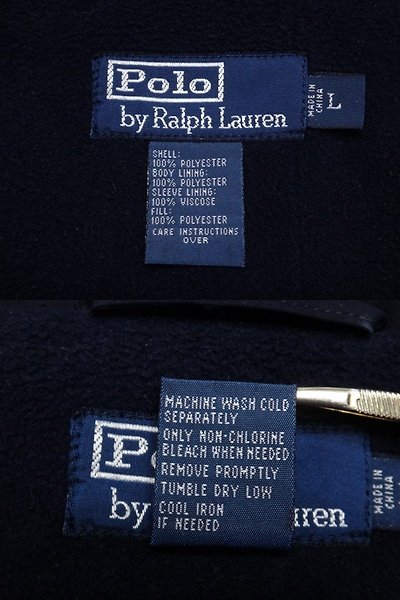 Polo
by Ralph Lauren
MADE IN
CHINA
L
SHELL:
100% POLYESTER
BODY LINING:
100% POLYESTER
SLEEVE LINING:
100% VISCOSE
FILL:
100% POLYESTER
CARE INSTRUCTIONS
OVER
MACHINE WASH COLD
SEPARATELY
ONLY NON-CHLORINE
BLEACH WHEN NEEDED
REMOVE PROMPTLY
TUMBLE DRY LOW
COOL IRON
IF NEEDED
P
by
uren
MADE IN
CHINA